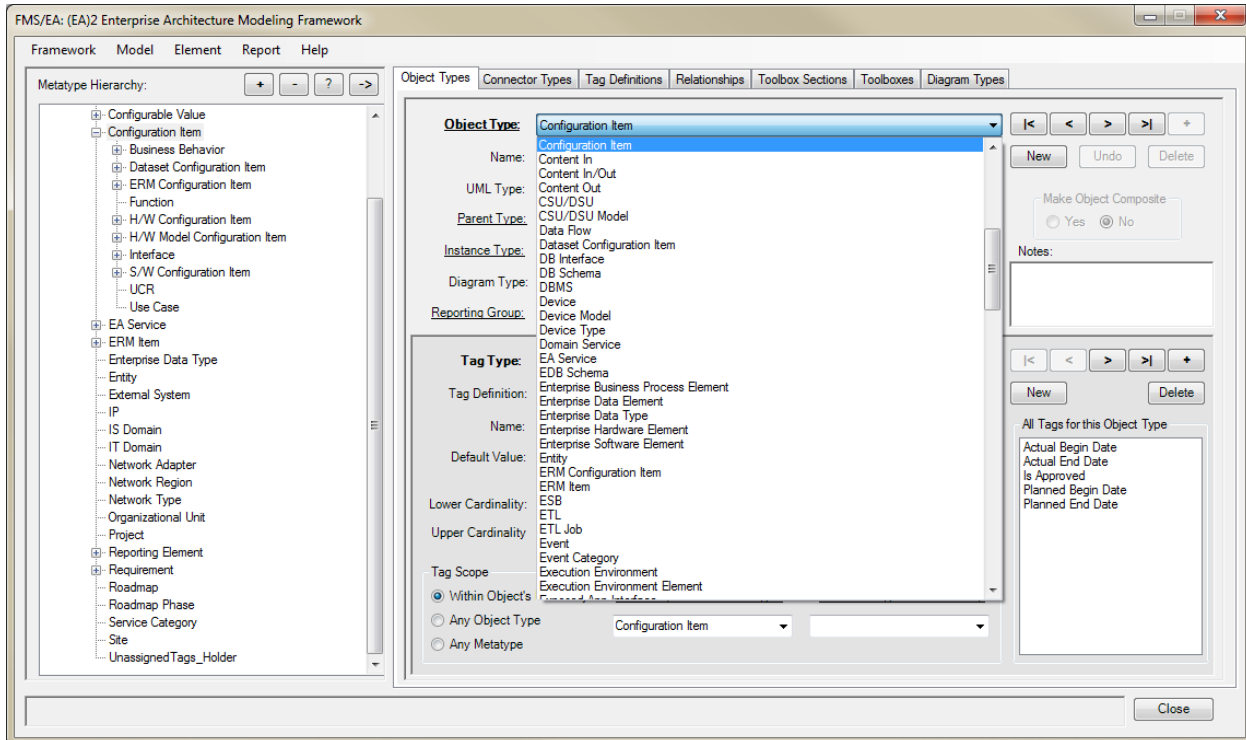 FMS/EA: (EA)2 Enterprise Architecture Modeling Framework
Framework Model Element Report Help
Metatype Hierarchy: + - ? ->
Configurable Value
Configuration Item
Business Behavior
Dataset Configuration Item
ERM Configuration Item
Function
H/W Configuration Item
H/W Model Configuration Item
Interface
S/W Configuration Item
UCR
Use Case
EA Service
ERM Item
Enterprise Data Type
Entity
External System
IP
IS Domain
IT Domain
Network Adapter
Network Region
Network Type
Organizational Unit
Project
Reporting Element
Requirement
Roadmap
Roadmap Phase
Service Category
Site
UnassignedTags_Holder
Object Types Connector Types Tag Definitions Relationships Toolbox Sections Toolboxes Diagram Types
Object Type: Configuration Item
Name:
UML Type:
Parent Type:
Instance Type:
Diagram Type:
Reporting Group:
Configuration Item
Content In
Content In/Out
Content Out
CSU/DSU
CSU/DSU Model
Data Flow
Dataset Configuration Item
DB Interface
DB Schema
DBMS
Device
Device Model
Device Type
Domain Service
EA Service
EDB Schema
Enterprise Business Process Element
Enterprise Data Element
Enterprise Data Type
Enterprise Hardware Element
Enterprise Software Element
Entity
ERM Configuration Item
ERM Item
ESB
ETL
ETL Job
Event
Event Category
Execution Environment
Execution Environment Element
|< < > >| +
New Undo Delete
Make Object Composite
Yes No
Notes:
Tag Type:
Tag Definition:
Name:
Default Value:
Lower Cardinality:
Upper Cardinality
Tag Scope
Within Object's
Any Object Type Configuration Item
Any Metatype
|< < > >| +
New Delete
All Tags for this Object Type
Actual Begin Date
Actual End Date
Is Approved
Planned Begin Date
Planned End Date
Close